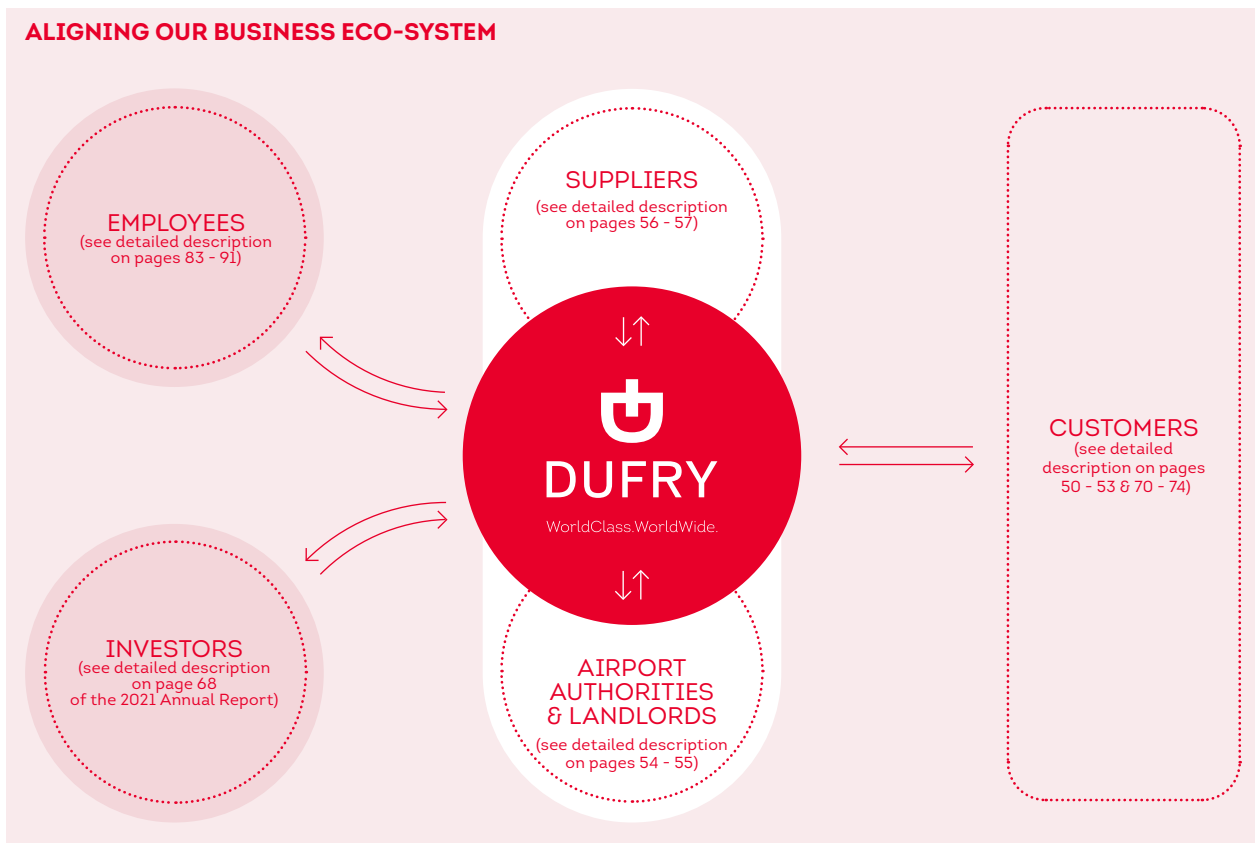 ALIGNING OUR BUSINESS ECO-SYSTEM
EMPLOYEES
(see detailed description
on pages 83 - 91)
INVESTORS
(see detailed description
on page 68
of the 2021 Annual Report)
SUPPLIERS
(see detailed description
on pages 56 - 57)
DUFRY
WorldClass.WorldWide.
AIRPORT
AUTHORITIES
& LANDLORDS
(see detailed description
on pages 54 - 55)
CUSTOMERS
(see detailed
description on pages
50 - 53 & 70 - 74)